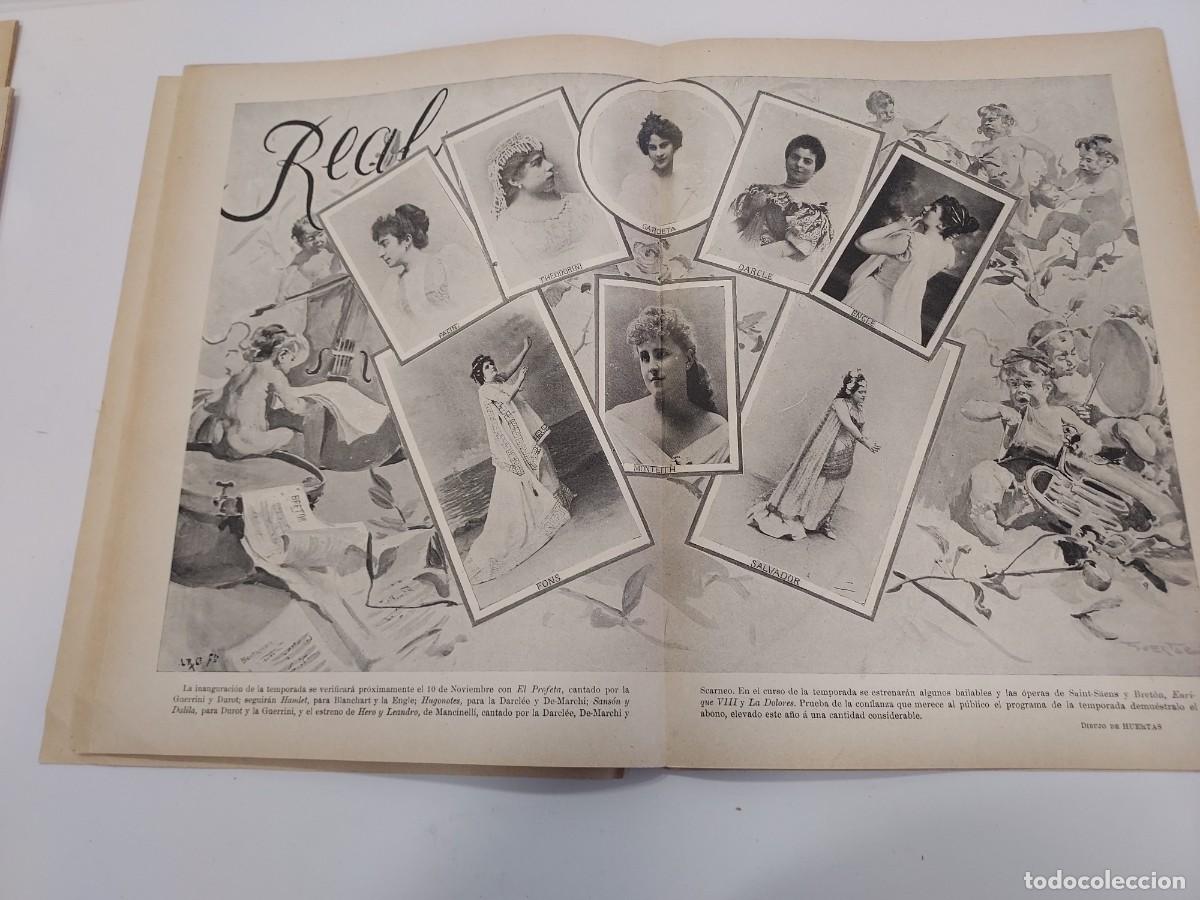 Real
GARDETA
THEODORINI
DARCLE
ENGLE
FONS
SALVADOR
La inauguración de la temporada se verificará próximamente el 10 de Noviembre con El Profeta, cantado por la
Guerrini y Durot; seguirán Hamlet, para Blanchart y la Engle; Hugonotes, para la Darclée y De-Marchi; Sansón y
Dalila, para Durot y la Guerrini, y el estreno de Hero y Leandro, de Mancinelli, cantado por la Darclée, De-Marchi y
Scarneo. En el curso de la temporada se estrenarán algunos bailables y las óperas de Saint-Säens y Bretón, Enri-
que VIII y La Dolores. Prueba de la confianza que merece al público el programa de la temporada demuéstralo el
abono, elevado este año á una cantidad considerable.
DIBUJO DE HUERTAS
todocoleccion